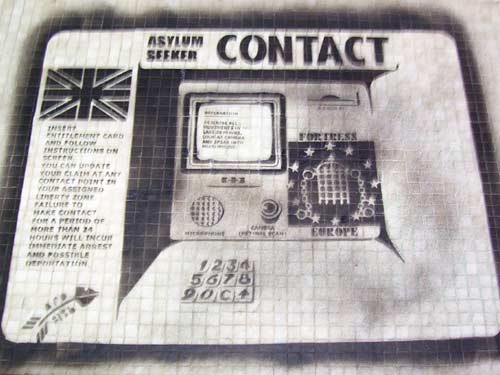 ASYLUM
SEEKER
CONTACT
INSERT
ENTITLEMENT CARD
AND FOLLOW
INSTRUCTIONS ON
SCREEN.
YOU CAN UPDATE
YOUR CLAIM AT ANY
CONTACT POINT IN
YOUR ASSIGNED
LIBERTY ZONE
FAILURE TO
MAKE CONTACT
FOR A PERIOD OF
MORE THAN 24
HOURS WILL INCUR
IMMEDIATE ARREST
AND POSSIBLE
DEPORTATION.
FORTRESS
EUROPE
MICROPHONE
CAMERA
1234
5678
90C